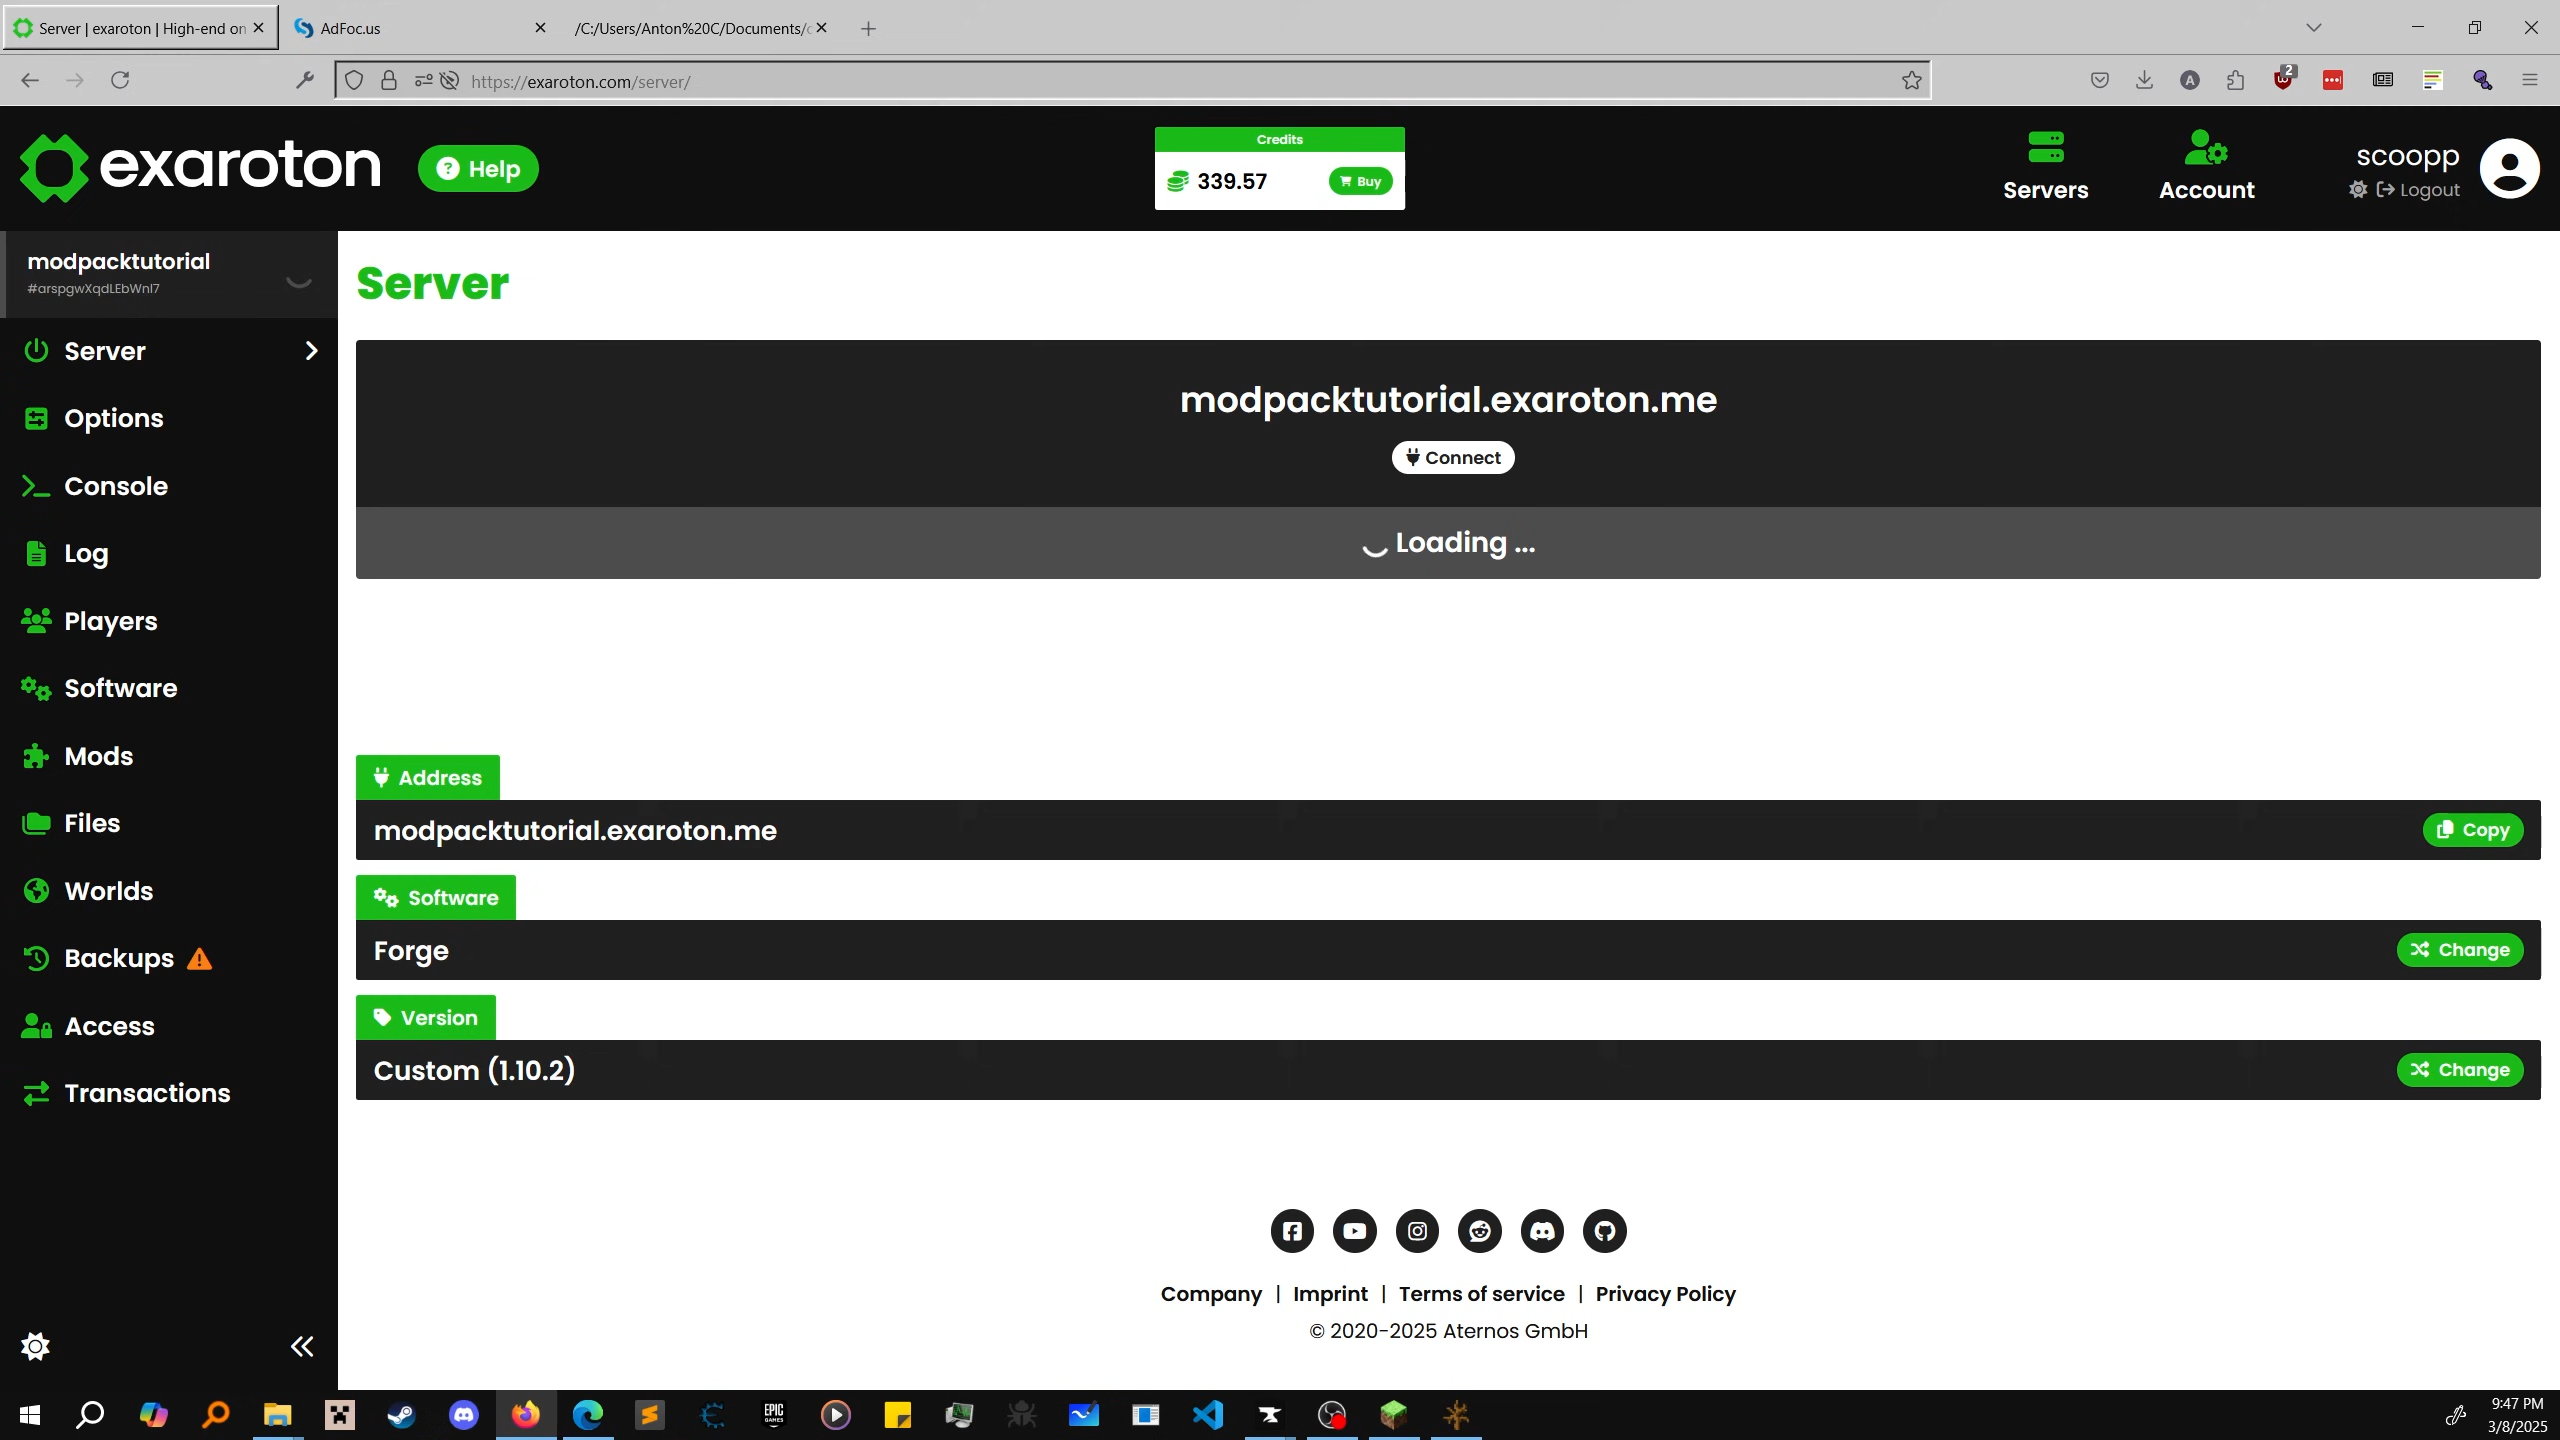 Server | exaroton | High-end on
AdFoc.us
/C:/Users/Anton%20C/Documents/
https://exaroton.com/server/
2
A
exaroton
Help
Credits
339.57
Buy
Servers
Account
scoopp
Logout
modpacktutorial
#arspgwXqdLEbWnl7
Server
Options
Console
Log
Players
Software
Mods
Files
Worlds
Backups
Access
Transactions
Server
modpacktutorial.exaroton.me
Connect
Loading ...
Address
modpacktutorial.exaroton.me
Copy
Software
Forge
Change
Version
Custom (1.10.2)
Change
Company | Imprint | Terms of service | Privacy Policy
© 2020-2025 Aternos GmbH
EPIC
GAMES
9:47 PM
3/8/2025